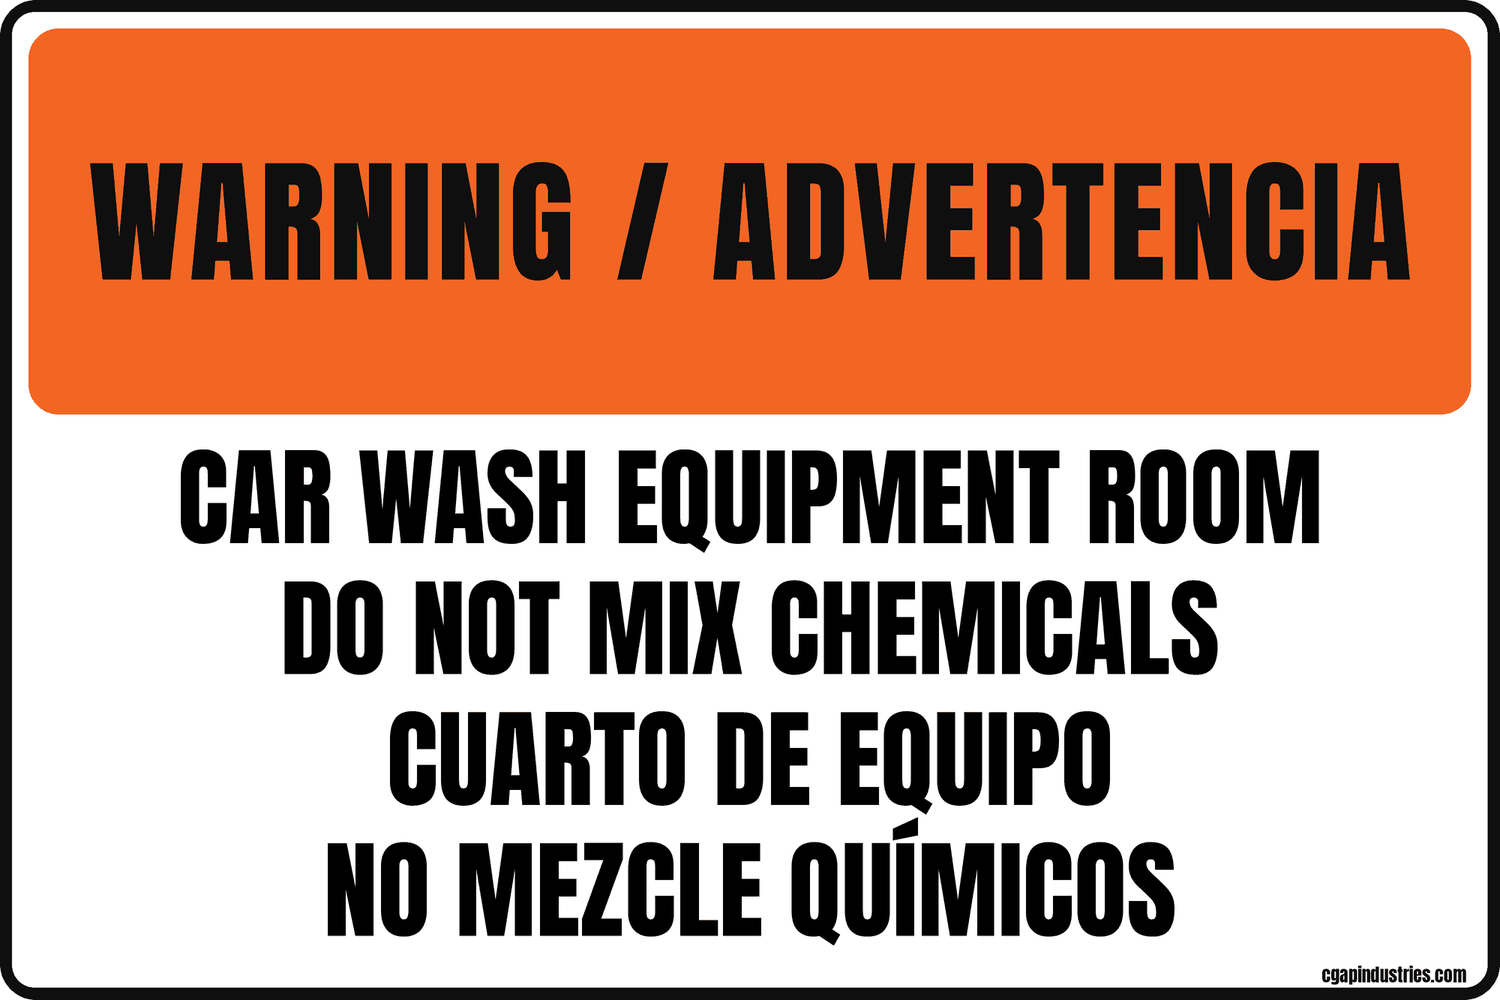 WARNING / ADVERTENCIA
CAR WASH EQUIPMENT ROOM
DO NOT MIX CHEMICALS
CUARTO DE EQUIPO
NO MEZCLE QUÍMICOS
cgapindustries.com